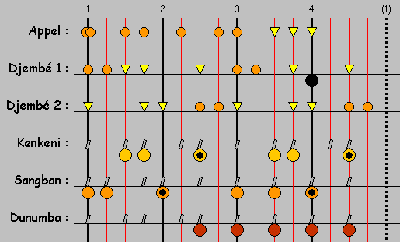 1 2 3 4 (1)
Appel :
Djembé 1 :
Djembé 2 :
Kenkeni :
Sangban :
Dunumba :